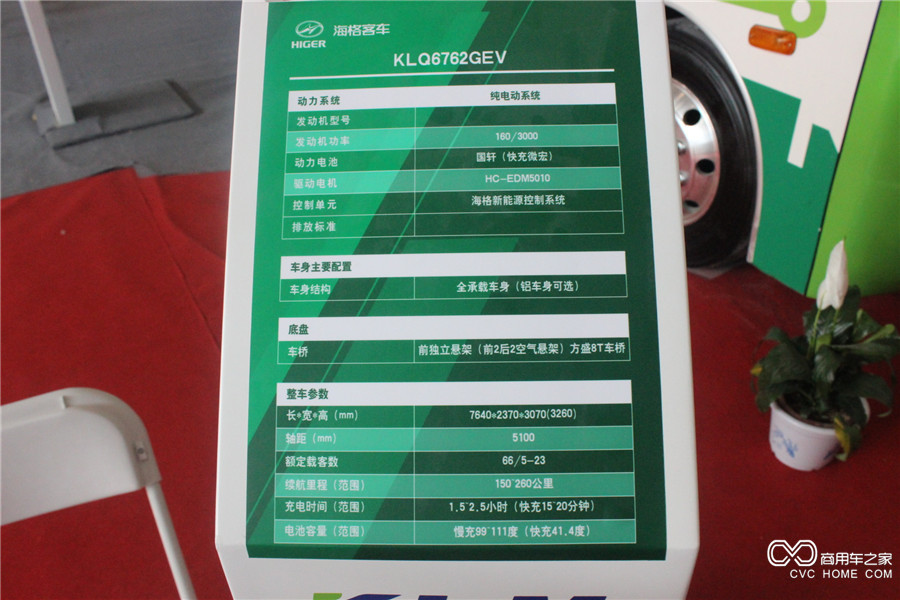 HIGER 海格客车
KLQ6762GEV
动力系统 纯电动系统
发动机型号
发动机功率 160/3000
动力电池 国轩（快充微宏）
驱动电机 HC-EDM5010
控制单元 海格新能源控制系统
排放标准
车身主要配置
车身结构 全承载车身（铝车身可选）
底盘
车桥 前独立悬架（前2后2空气悬架）方盛8T车桥
整车参数
长*宽*高（mm） 7640*2370*3070(3260)
轴距（mm） 5100
额定载客数 66/5-23
续航里程（范围） 150~260公里
充电时间（范围） 1.5~2.5小时（快充15~20分钟）
电池容量（范围） 慢充99~111度（快充41.4度）
商用车之家
CVC HOME.COM